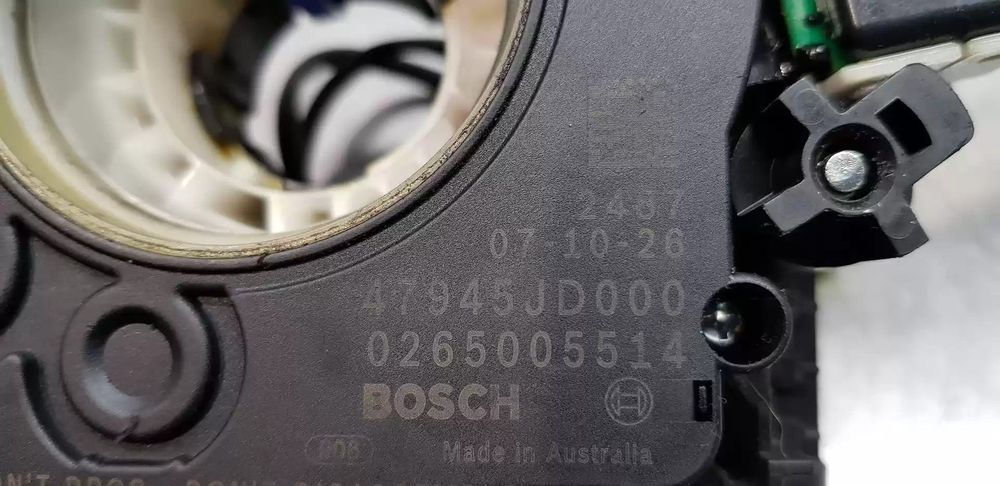 2487
07-10-26
47945JD000
0265005514
BOSCH
Made in Australia